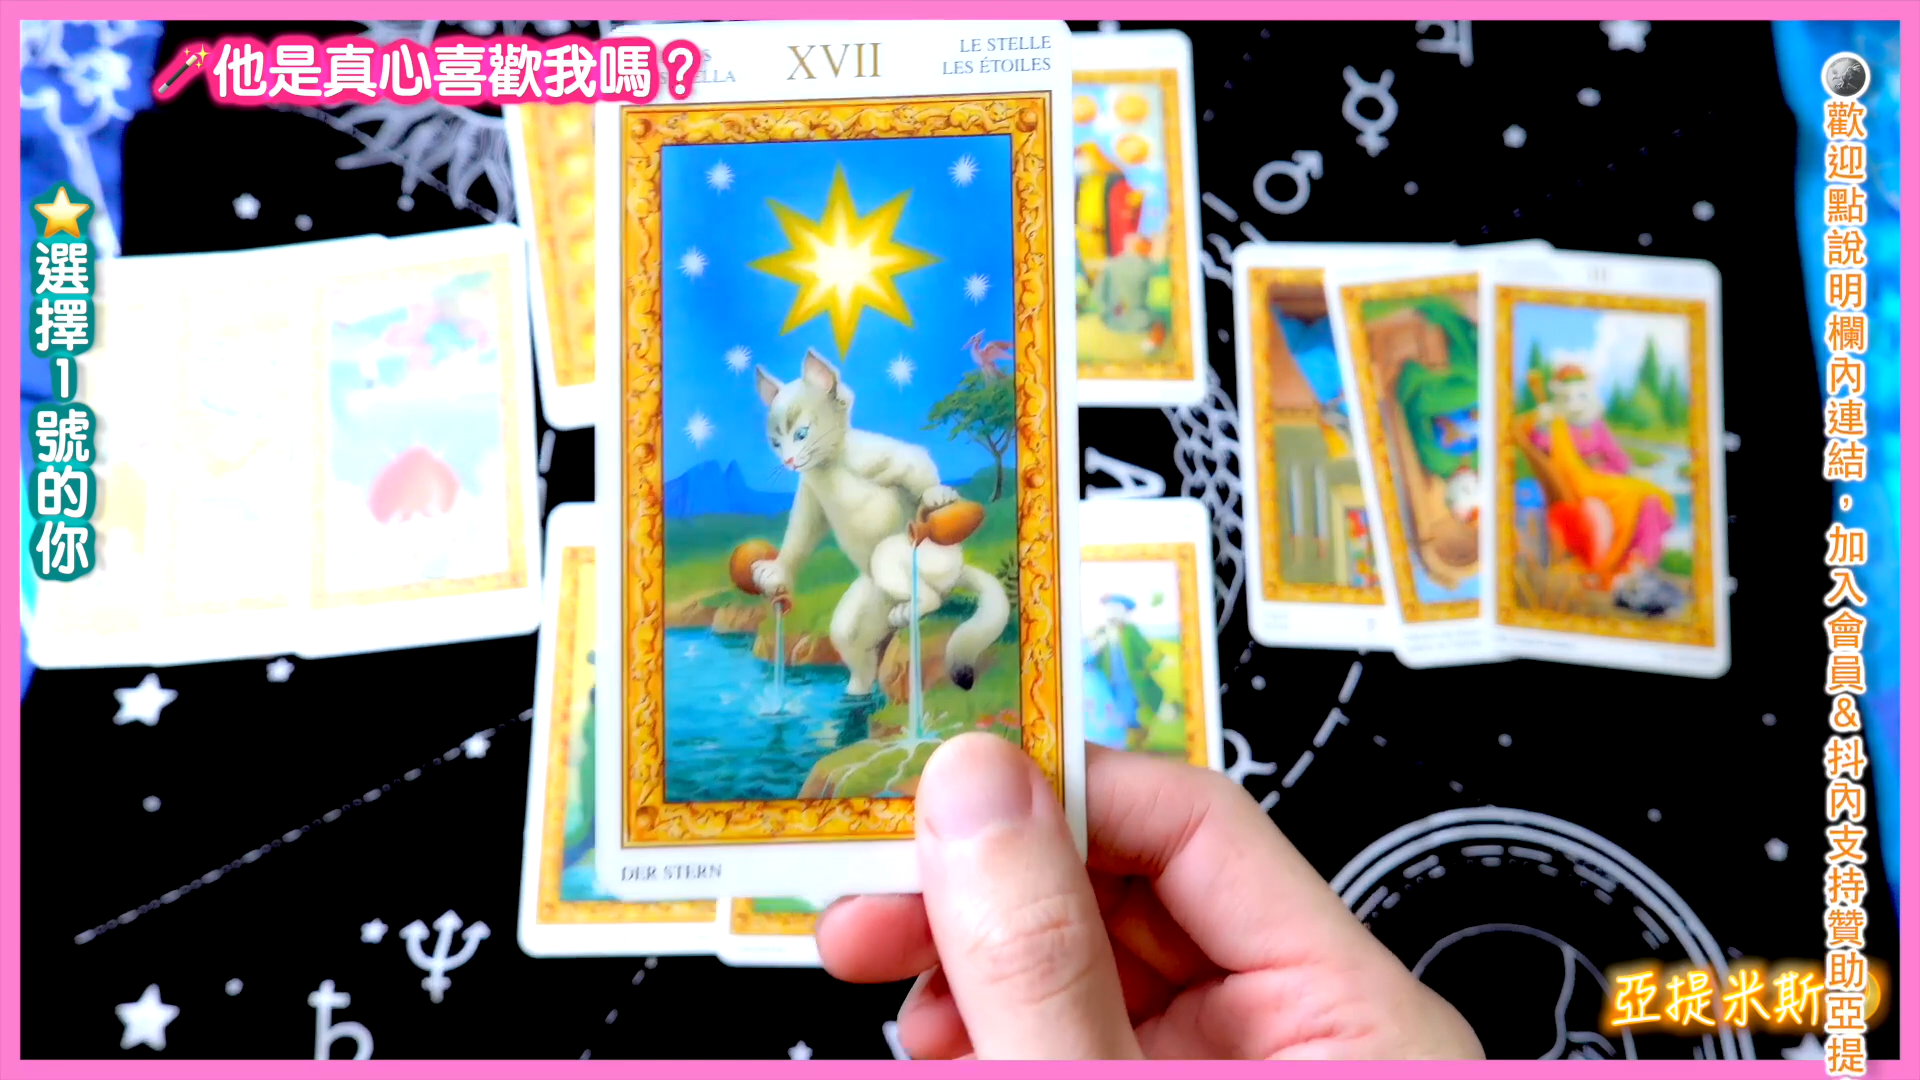 他是真心喜歡我嗎？
XVII
LE STELLE
LES ÉTOILES
選擇1號的你
DER STERN
III
亞提米斯
歡迎點說明欄內連結，加入會員&抖內支持贊助亞提